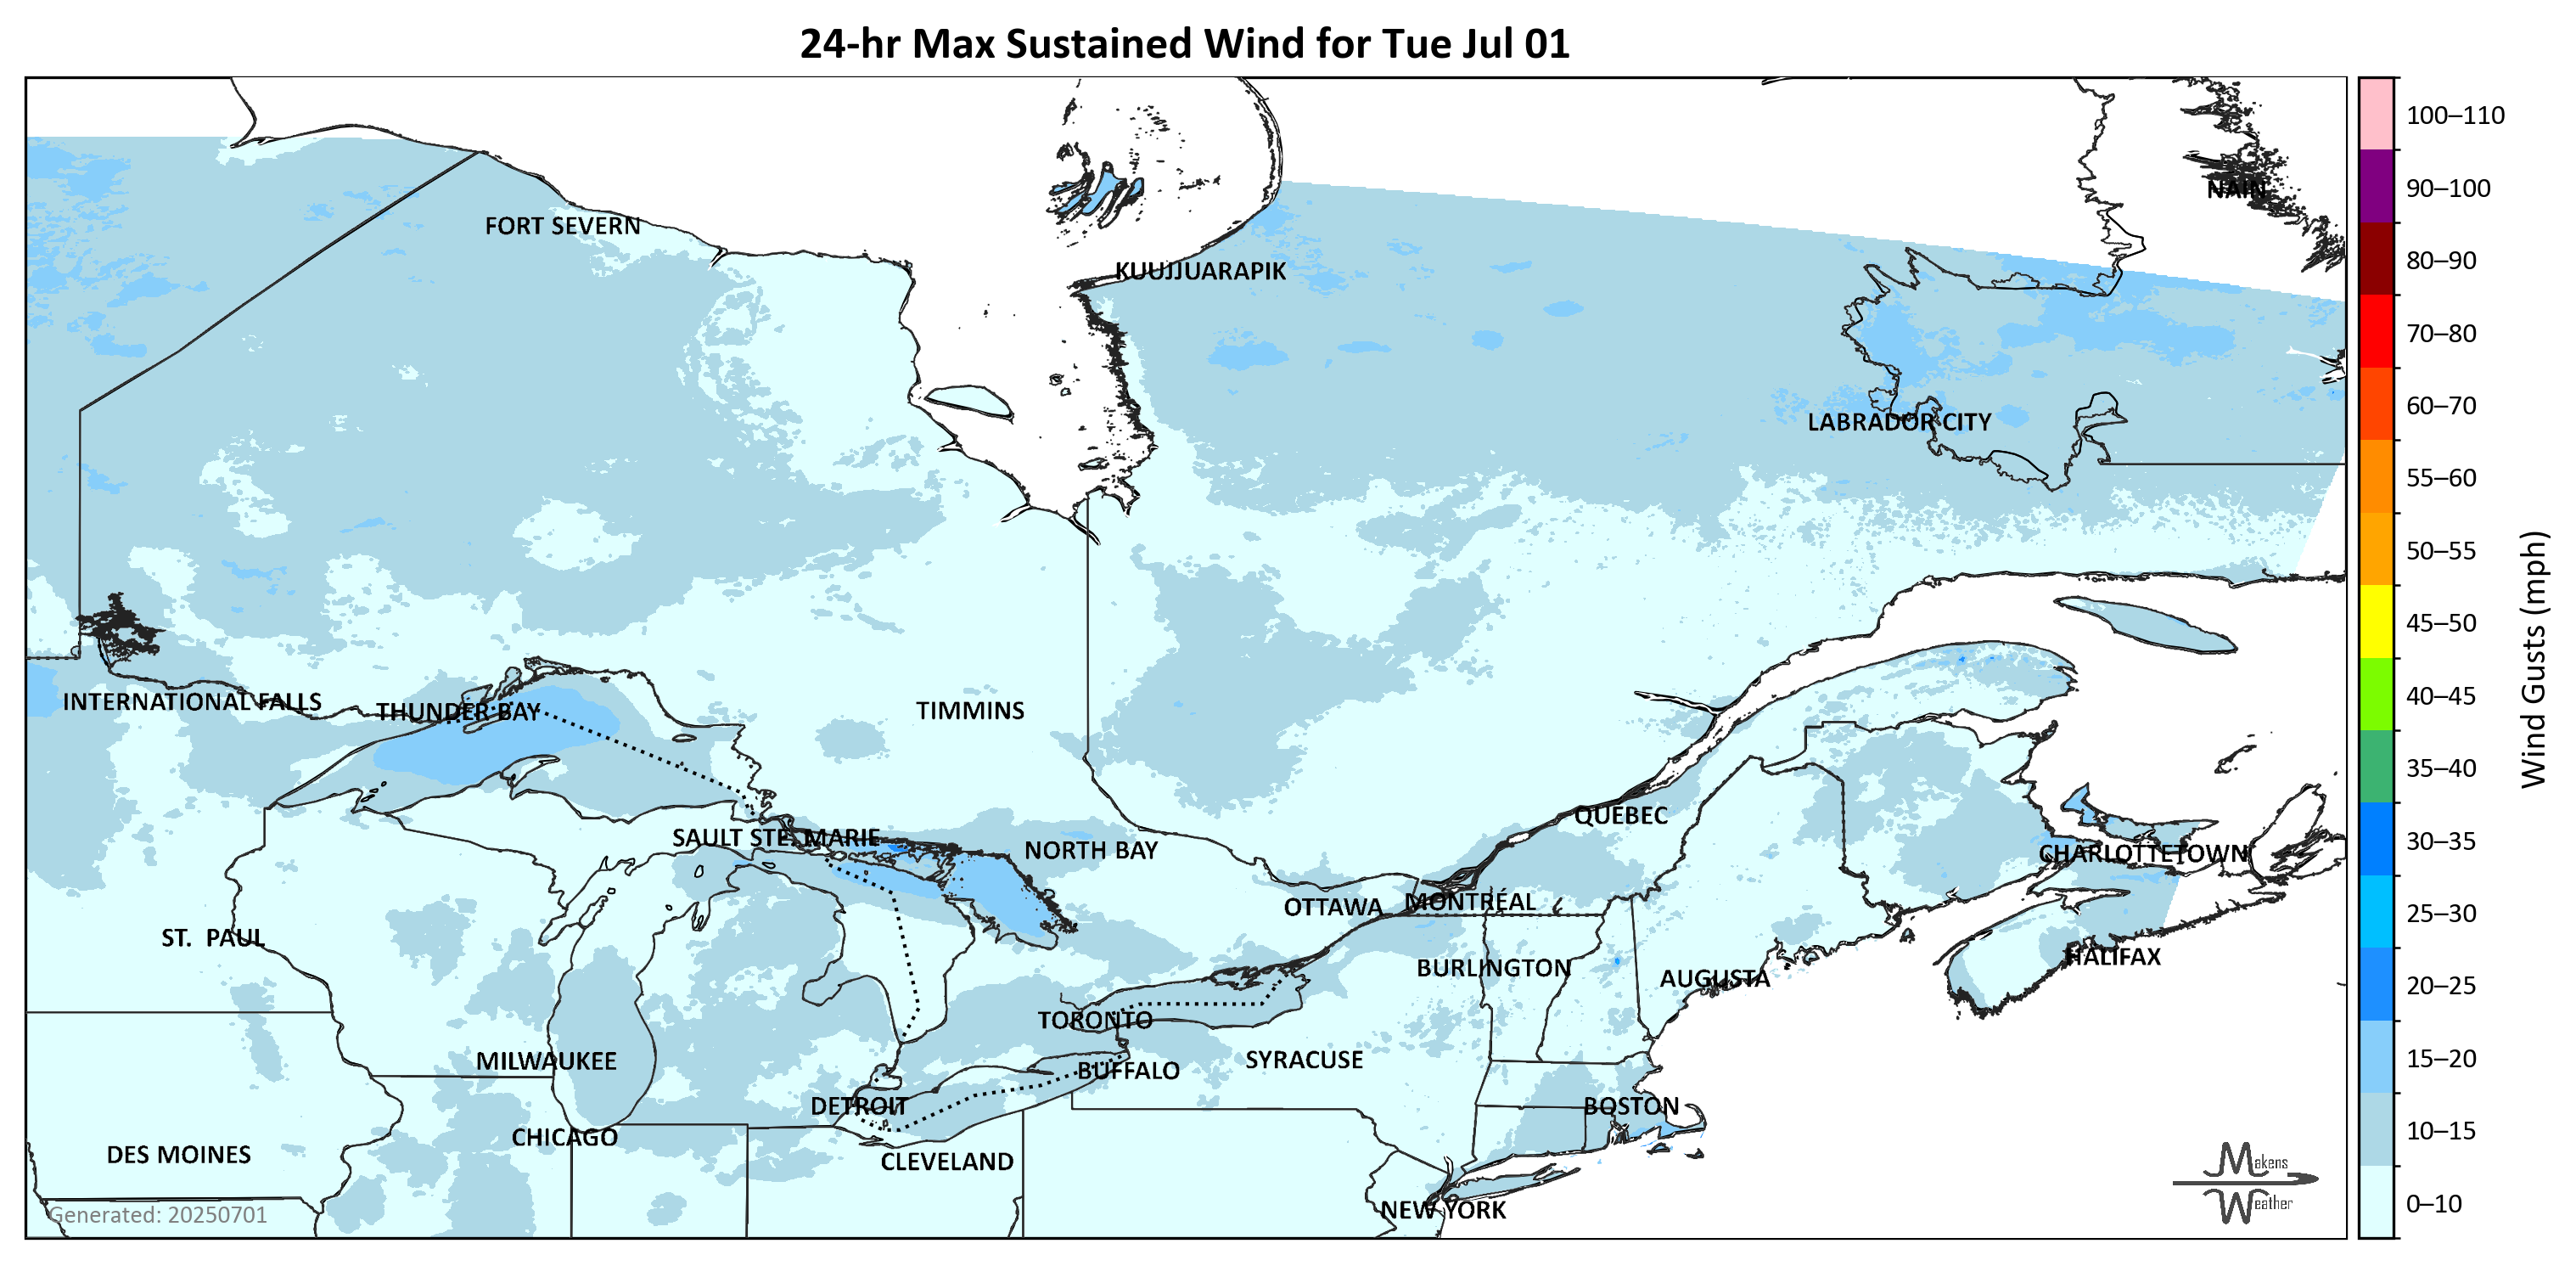 24-hr Max Sustained Wind for Tue Jul 01
100–110
90–100
80–90
70–80
60–70
55–60
50–55
45–50
40–45
35–40
30–35
25–30
20–25
15–20
10–15
0–10
Wind Gusts (mph)
NAIN
FORT SEVERN
KUUJJUARAPIK
LABRADOR CITY
INTERNATIONAL FALLS
THUNDER BAY
TIMMINS
QUEBEC
SAULT STE. MARIE
NORTH BAY
CHARLOTTETOWN
OTTAWA
MONTRÉAL
ST. PAUL
HALIFAX
BURLINGTON
AUGUSTA
TORONTO
MILWAUKEE
SYRACUSE
BUFFALO
DETROIT
BOSTON
CHICAGO
DES MOINES
CLEVELAND
NEW YORK
Generated: 20250701
Makens
Weather